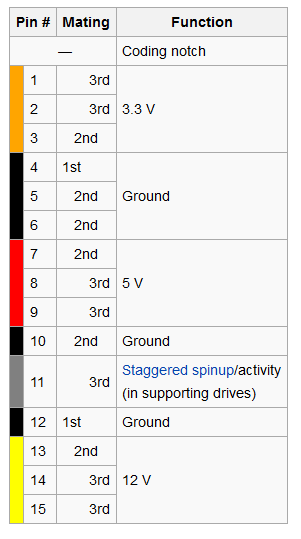 Pin # Mating Function
— Coding notch
1 3rd
2 3rd 3.3 V
3 2nd
4 1st
5 2nd Ground
6 2nd
7 2nd
8 3rd 5 V
9 3rd
10 2nd Ground
11 3rd Staggered spinup/activity
(in supporting drives)
12 1st Ground
13 2nd
14 3rd 12 V
15 3rd